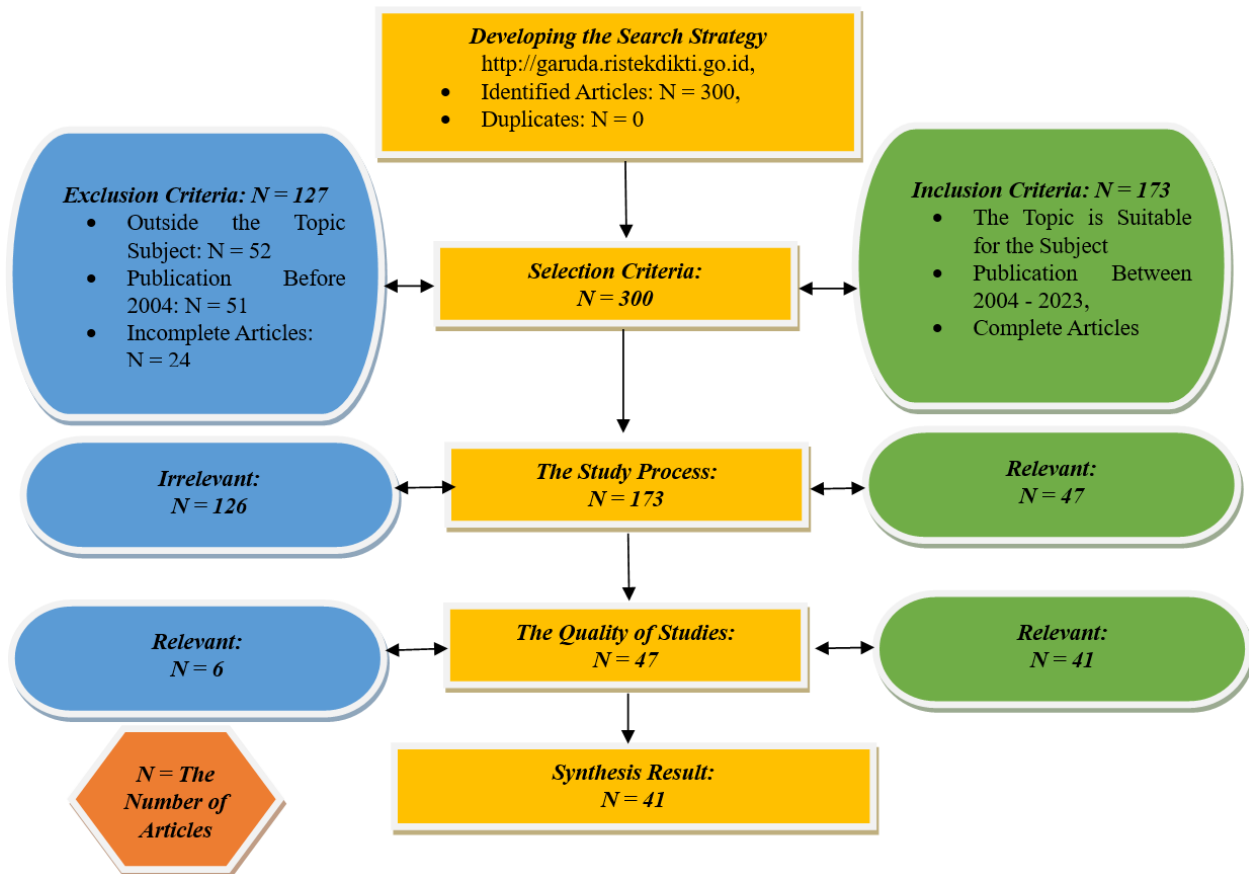 Developing the Search Strategy
http://garuda.ristekdikti.go.id,
• Identified Articles: N = 300,
• Duplicates: N = 0
Exclusion Criteria: N = 127
• Outside the Topic
Subject: N = 52
• Publication Before
2004: N = 51
• Incomplete Articles:
N = 24
Selection Criteria:
N = 300
Inclusion Criteria: N = 173
• The Topic is Suitable
for the Subject
• Publication Between
2004 - 2023,
• Complete Articles
Irrelevant:
N = 126
The Study Process:
N = 173
Relevant:
N = 47
Relevant:
N = 6
The Quality of Studies:
N = 47
Relevant:
N = 41
N = The
Number of
Articles
Synthesis Result:
N = 41